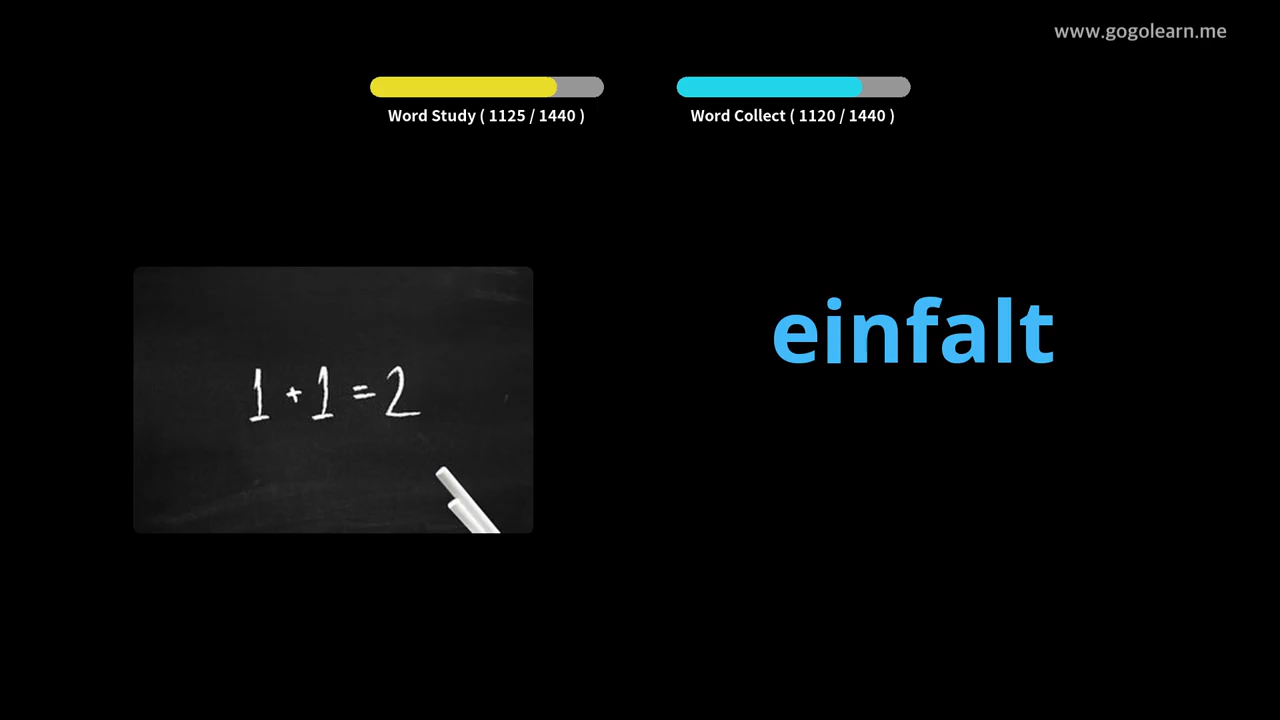 www.gogolearn.me
Word Study ( 1125 / 1440 )
Word Collect ( 1120 / 1440 )
einfalt
1 + 1 = 2